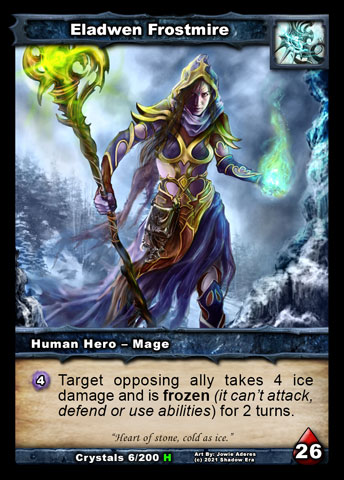 Eladwen Frostmire
Human Hero – Mage
4 Target opposing ally takes 4 ice
damage and is frozen (it can't attack,
defend or use abilities) for 2 turns.
"Heart of stone, cold as ice."
Crystals 6/200 H
Art By: Jowie Adoros
(c) 2021 Shadow Era
26